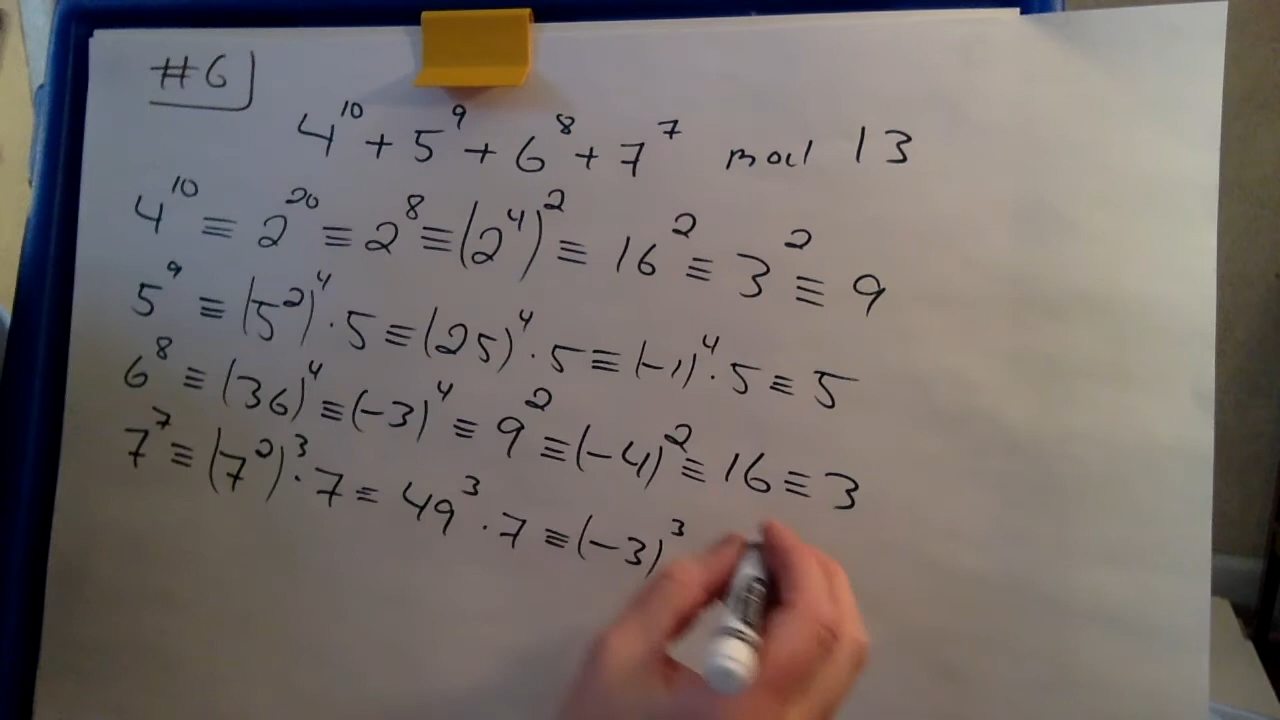 #6
4^10 + 5^9 + 6^8 + 7^7 mod 13
4^10 ≡ 2^20 ≡ 2^8 ≡ (2^4)^2 ≡ 16^2 ≡ 3^2 ≡ 9
5^9 ≡ (5^2)^4 · 5 ≡ (25)^4 · 5 ≡ (-1)^4 · 5 ≡ 5
6^8 ≡ (36)^4 ≡ (-3)^4 ≡ 9^2 ≡ (-4)^2 ≡ 16 ≡ 3
7^7 ≡ (7^2)^3 · 7 = 49^3 · 7 ≡ (-3)^3